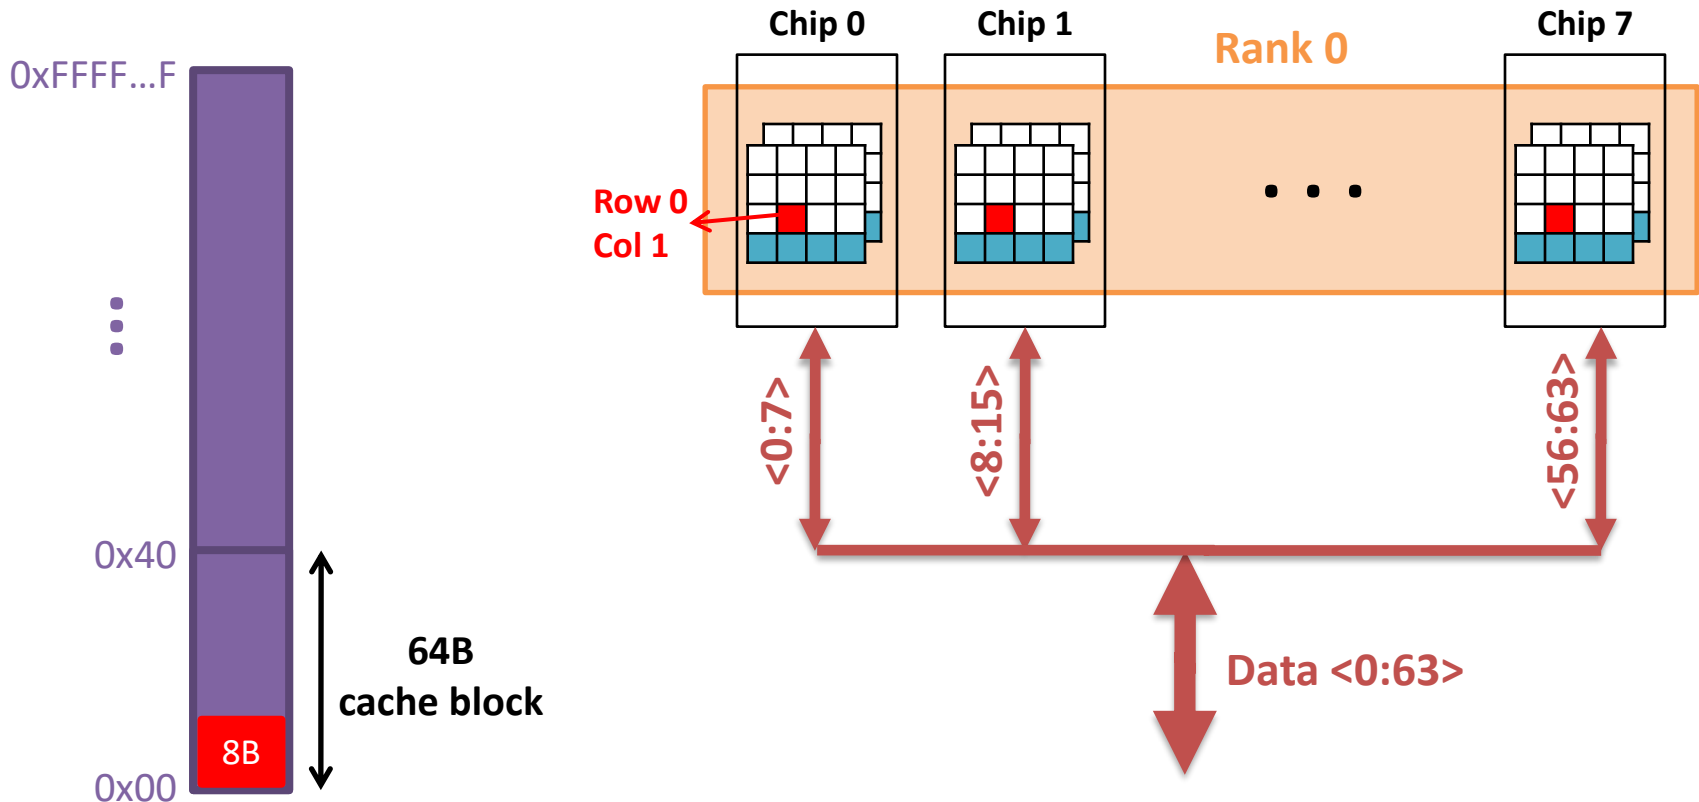 Chip 0
Chip 1
Chip 7
Rank 0
0xFFFF...F
Row 0
Col 1
<0:7>
<8:15>
<56:63>
0x40
64B
cache block
Data <0:63>
8B
0x00